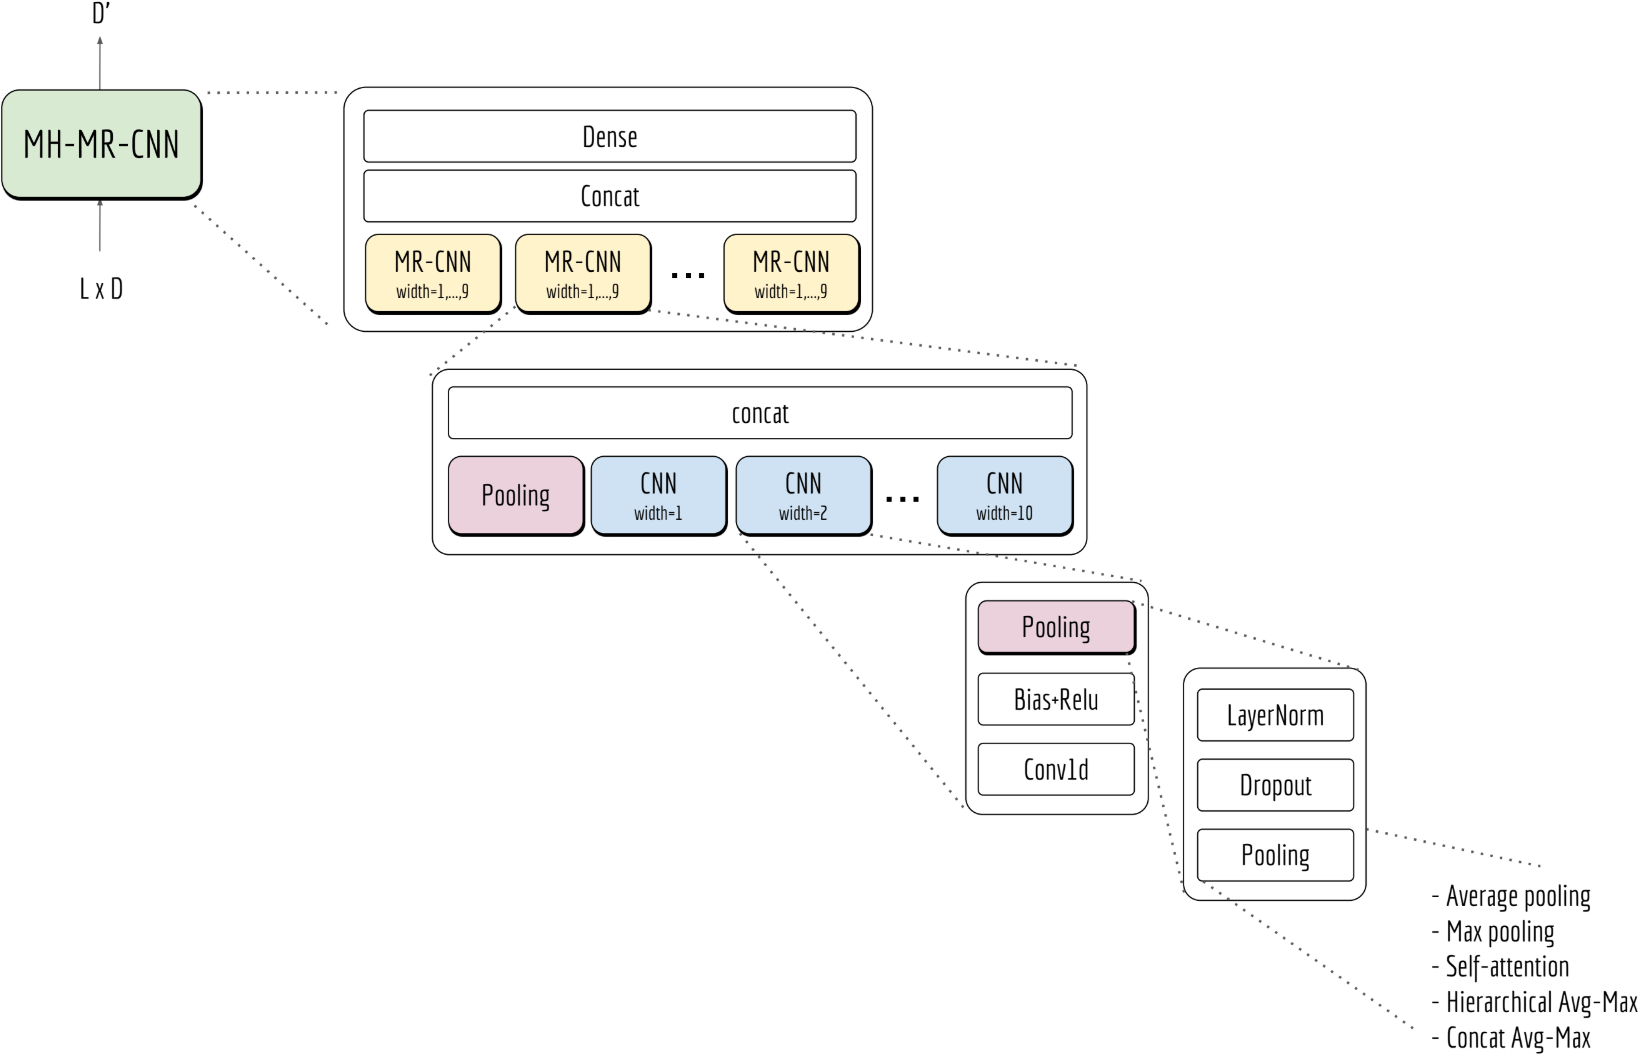 D'
MH-MR-CNN
L x D
Dense
Concat
MR-CNN
width=1,...,9
MR-CNN
width=1,...,9
...
MR-CNN
width=1,...,9
concat
Pooling
CNN
width=1
CNN
width=2
...
CNN
width=10
Pooling
Bias+Relu
Conv1d
LayerNorm
Dropout
Pooling
- Average pooling
- Max pooling
- Self-attention
- Hierarchical Avg-Max
- Concat Avg-Max